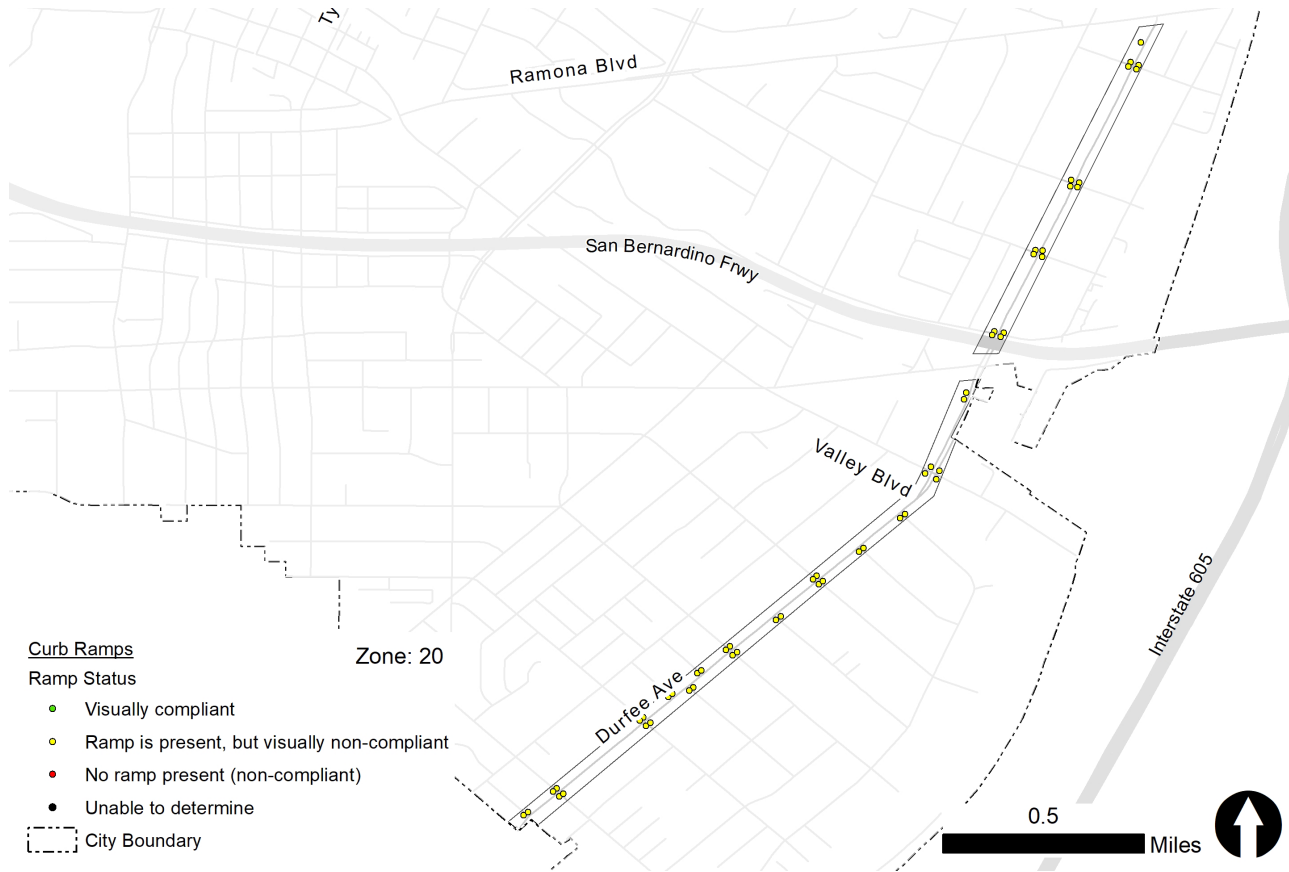 Ty
Ramona Blvd
San Bernardino Frwy
Valley Blvd
Interstate 605
Durfee Ave
Zone: 20
Curb Ramps
Ramp Status
Visually compliant
Ramp is present, but visually non-compliant
No ramp present (non-compliant)
Unable to determine
City Boundary
0.5
Miles